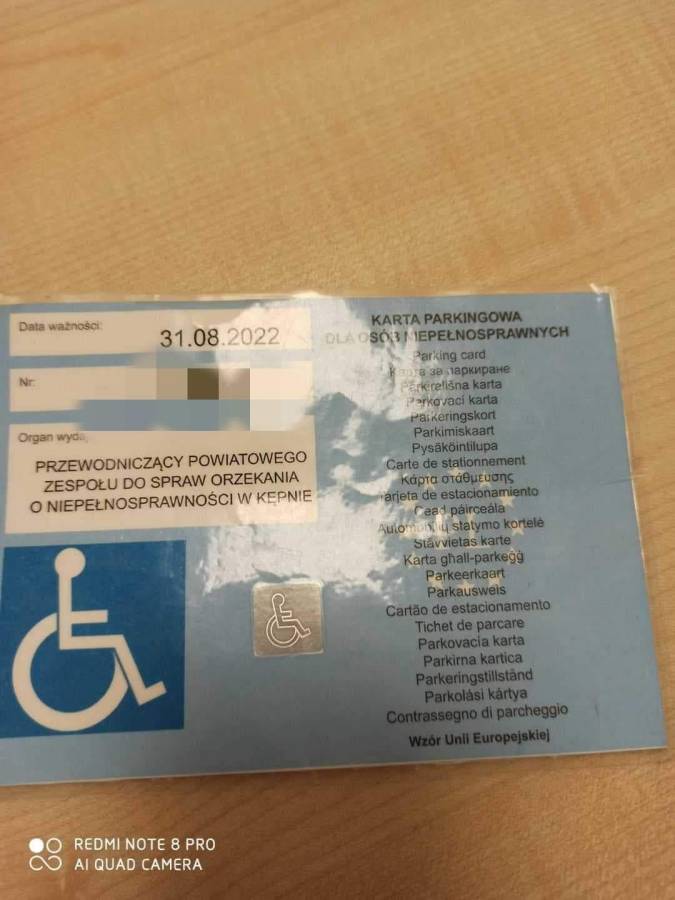 Data ważności:
31.08.2022
Nr:
Organ
PRZEWODNICZĄCY POWIATOWEGO
ZESPOŁU DO SPRAW ORZEKANIA
O NIEPEŁNOSPRAWNOŚCI W KĘPNIE
KARTA PARKINGOWA
DLA OSÓB NIEPEŁNOSPRAWNYCH
Parking card
Карта за паркиране
Parkirališna karta
Parkovací karta
Parkeringskort
Parkimiskaart
Pysäköintilupa
Carte de stationnement
Κάρτα στάθμευσης
Tarjeta de estacionamiento
Cead páirceála
Automobilių statymo kortelė
Stāvvietas karte
Karta għall-parkeġġ
Parkeerkaart
Parkausweis
Cartão de estacionamento
Tichet de parcare
Parkovacia karta
Parkirna kartica
Parkeringstillstånd
Parkolási kártya
Contrassegno di parcheggio
Wzór Unii Europejskiej
REDMI NOTE 8 PRO
AI QUAD CAMERA